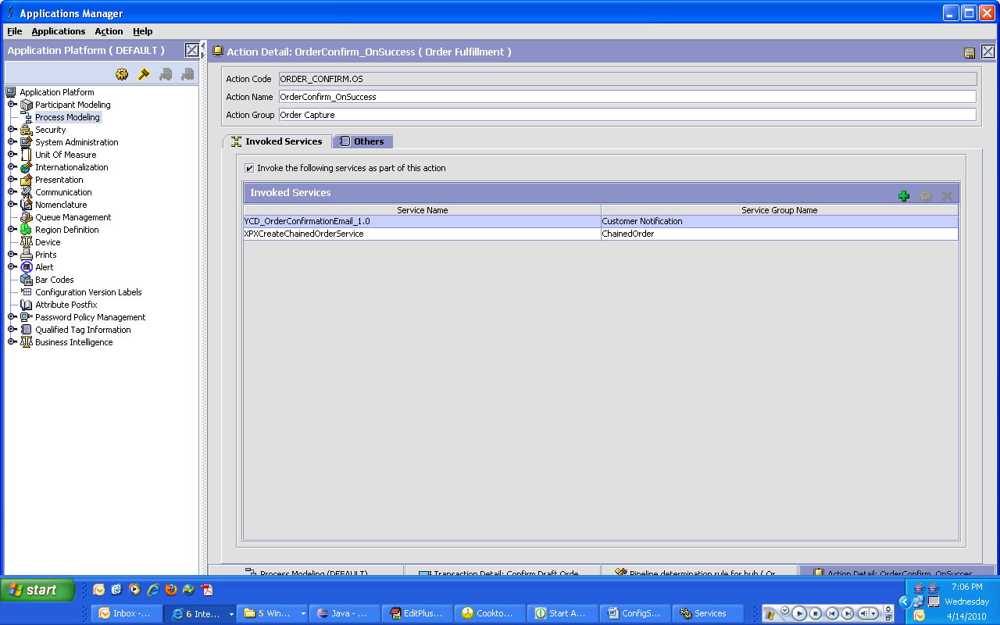 Applications Manager
File Applications Action Help
Application Platform ( DEFAULT )
Application Platform
Participant Modeling
Process Modeling
Security
System Administration
Unit Of Measure
Internationalization
Presentation
Communication
Nomenclature
Queue Management
Region Definition
Device
Prints
Alert
Bar Codes
Configuration Version Labels
Attribute Postfix
Password Policy Management
Qualified Tag Information
Business Intelligence
Action Detail: OrderConfirm_OnSuccess ( Order Fulfillment )
Action Code ORDER_CONFIRM.OS
Action Name OrderConfirm_OnSuccess
Action Group Order Capture
Invoked Services Others
Invoke the following services as part of this action
Invoked Services
Service Name Service Group Name
YCD_OrderConfirmationEmail_1.0 Customer Notification
XPXCreateChainedOrderService ChainedOrder
Process Modeling (DEFAULT) Transaction Detail: Confirm Draft Orde... Pipeline determination rule for hub ( Or... Action Detail: OrderConfirm_OnSucces...
start
7:06 PM
Wednesday
4/14/2010
Inbox -... 6 Inte... 5 Win... Java - ... EditPlus... Cookto... Start A... ConfigS... Services